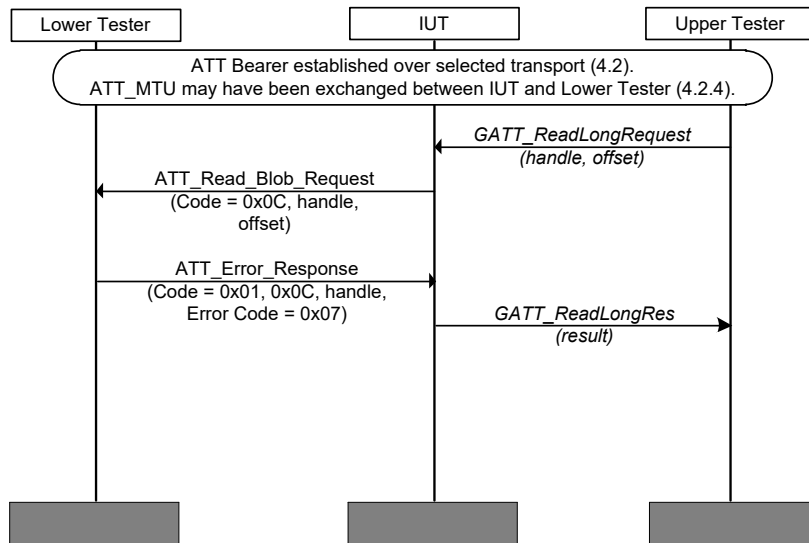 Lower Tester
IUT
Upper Tester
ATT Bearer established over selected transport (4.2).
ATT_MTU may have been exchanged between IUT and Lower Tester (4.2.4).
GATT_ReadLongRequest
(handle, offset)
ATT_Read_Blob_Request
(Code = 0x0C, handle,
offset)
ATT_Error_Response
(Code = 0x01, 0x0C, handle,
Error Code = 0x07)
GATT_ReadLongRes
(result)